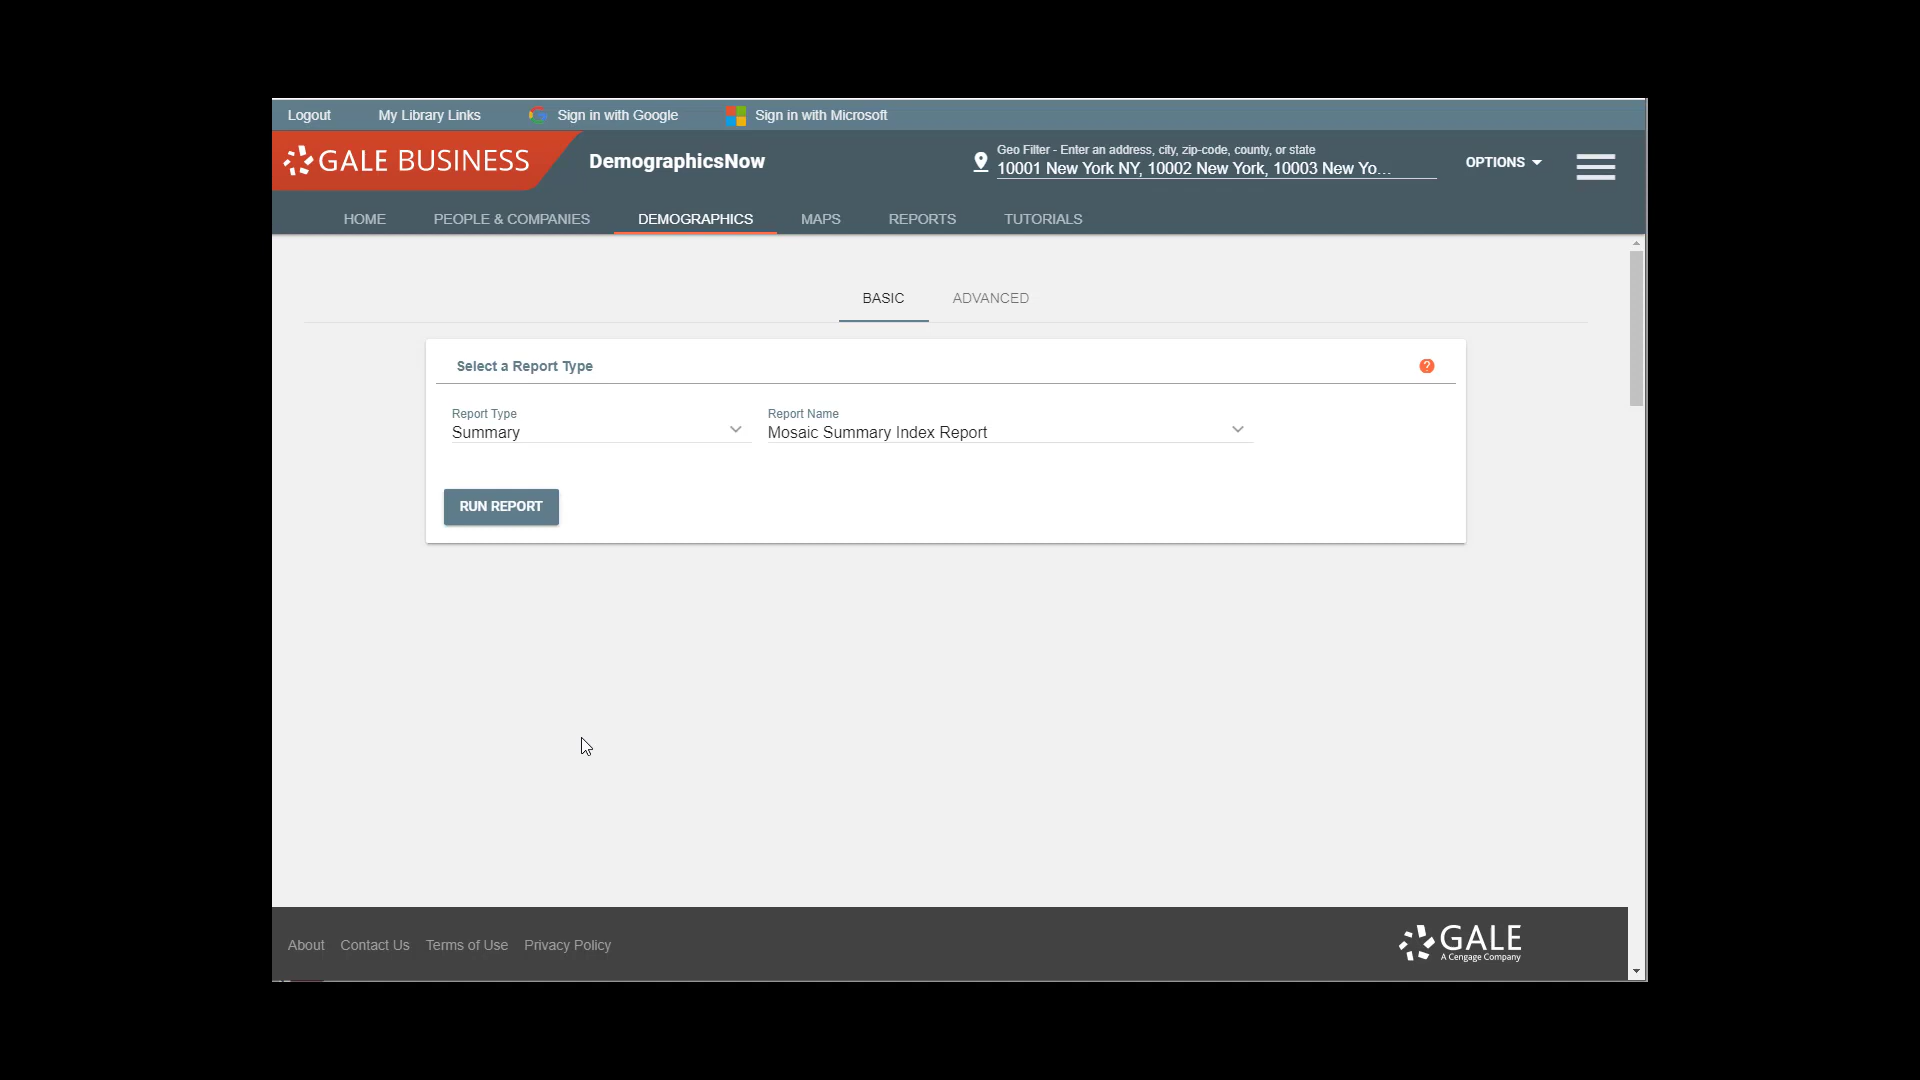 Logout My Library Links Sign in with Google Sign in with Microsoft
GALE BUSINESS DemographicsNow
Geo Filter - Enter an address, city, zip-code, county, or state
10001 New York NY, 10002 New York, 10003 New Yo...
OPTIONS
HOME PEOPLE & COMPANIES DEMOGRAPHICS MAPS REPORTS TUTORIALS
BASIC ADVANCED
Select a Report Type ?
Report Type Report Name
Summary Mosaic Summary Index Report
RUN REPORT
About Contact Us Terms of Use Privacy Policy
GALE
A Cengage Company